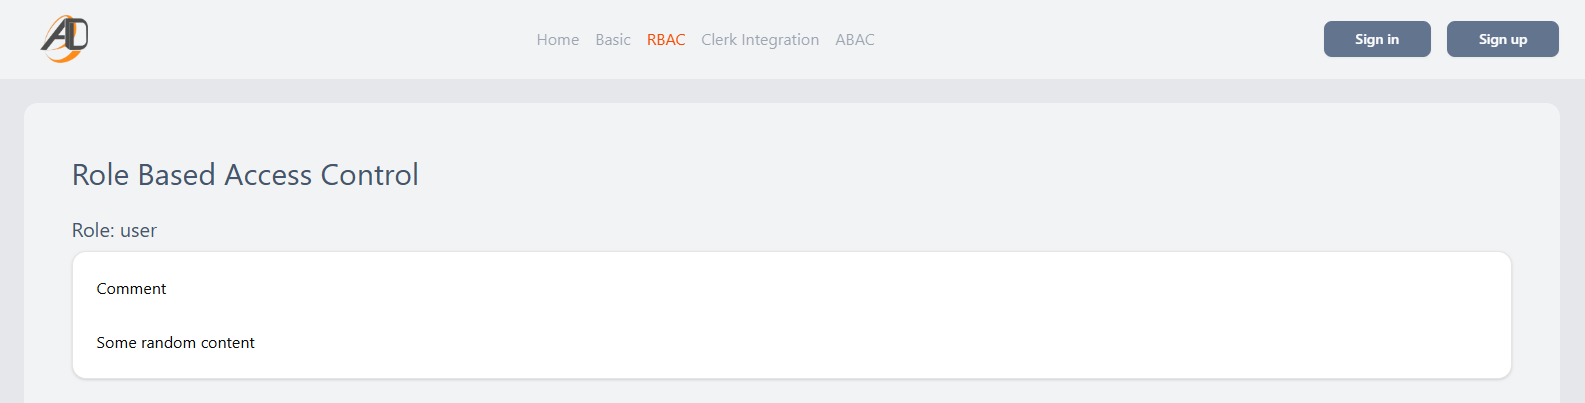 AD
Home Basic RBAC Clerk Integration ABAC
Sign in Sign up
Role Based Access Control
Role: user
Comment
Some random content